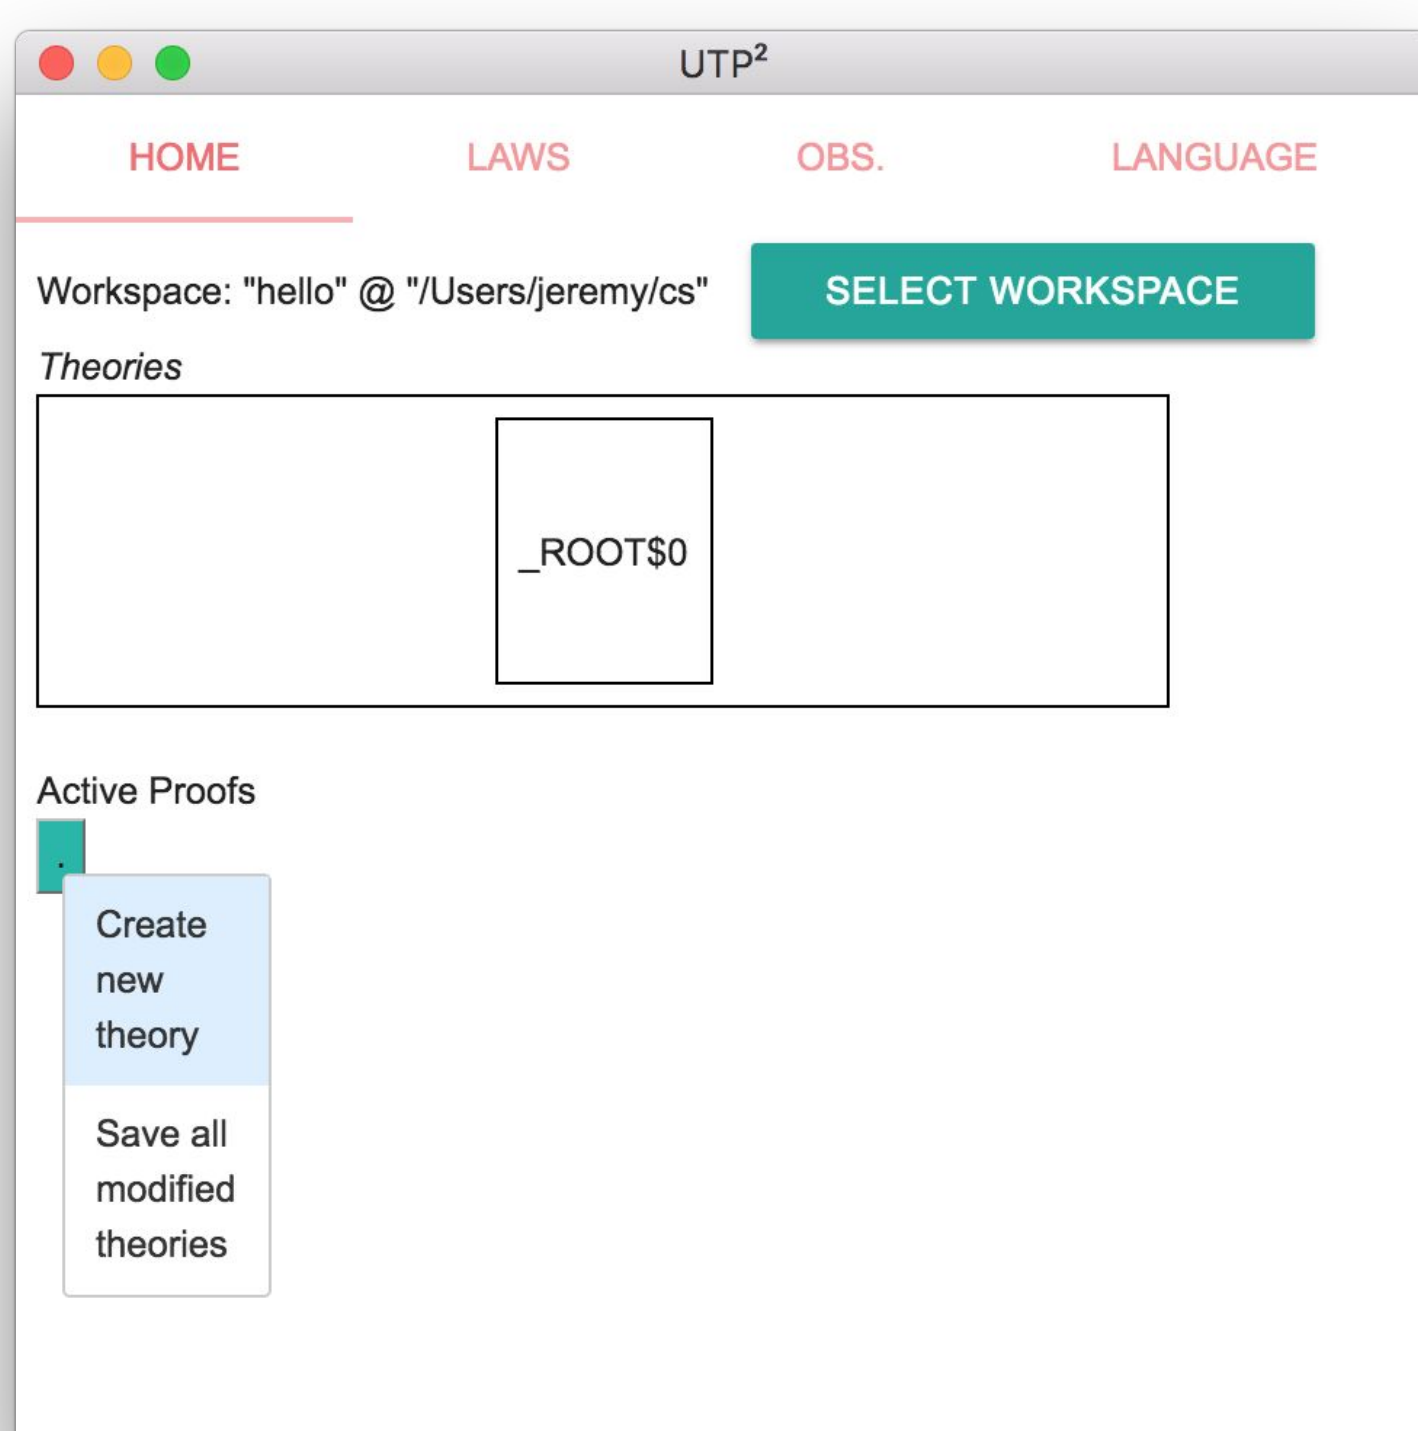 UTP²
HOME LAWS OBS. LANGUAGE
Workspace: "hello" @ "/Users/jeremy/cs" SELECT WORKSPACE
Theories
_ROOT$0
Active Proofs
.
Create
new
theory
Save all
modified
theories